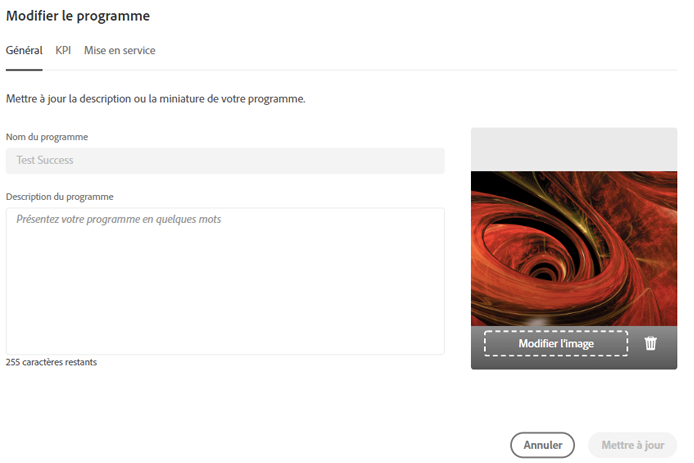 Modifier le programme
Général KPI Mise en service
Mettre à jour la description ou la miniature de votre programme.
Nom du programme
Test Success
Description du programme
Présentez votre programme en quelques mots
255 caractères restants
Modifier l'image
Annuler Mettre à jour